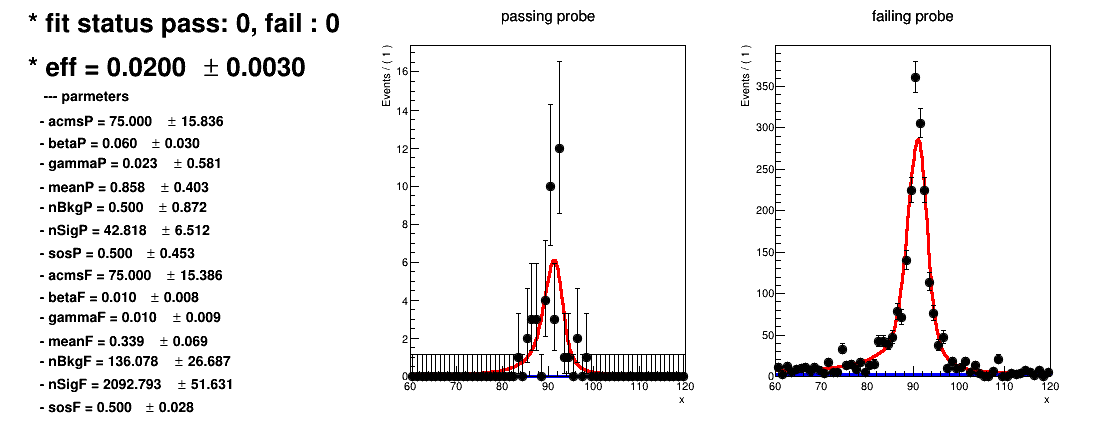 * fit status pass: 0, fail : 0
* eff = 0.0200 ± 0.0030
--- parmeters
- acmsP = 75.000 ± 15.836
- betaP = 0.060 ± 0.030
- gammaP = 0.023 ± 0.581
- meanP = 0.858 ± 0.403
- nBkgP = 0.500 ± 0.872
- nSigP = 42.818 ± 6.512
- sosP = 0.500 ± 0.453
- acmsF = 75.000 ± 15.386
- betaF = 0.010 ± 0.008
- gammaF = 0.010 ± 0.009
- meanF = 0.339 ± 0.069
- nBkgF = 136.078 ± 26.687
- nSigF = 2092.793 ± 51.631
- sosF = 0.500 ± 0.028
passing probe
Events / ( 1 )
16
14
12
10
8
6
4
2
0
60 70 80 90 100 110 120
x
failing probe
Events / ( 1 )
350
300
250
200
150
100
50
0
60 70 80 90 100 110 120
x